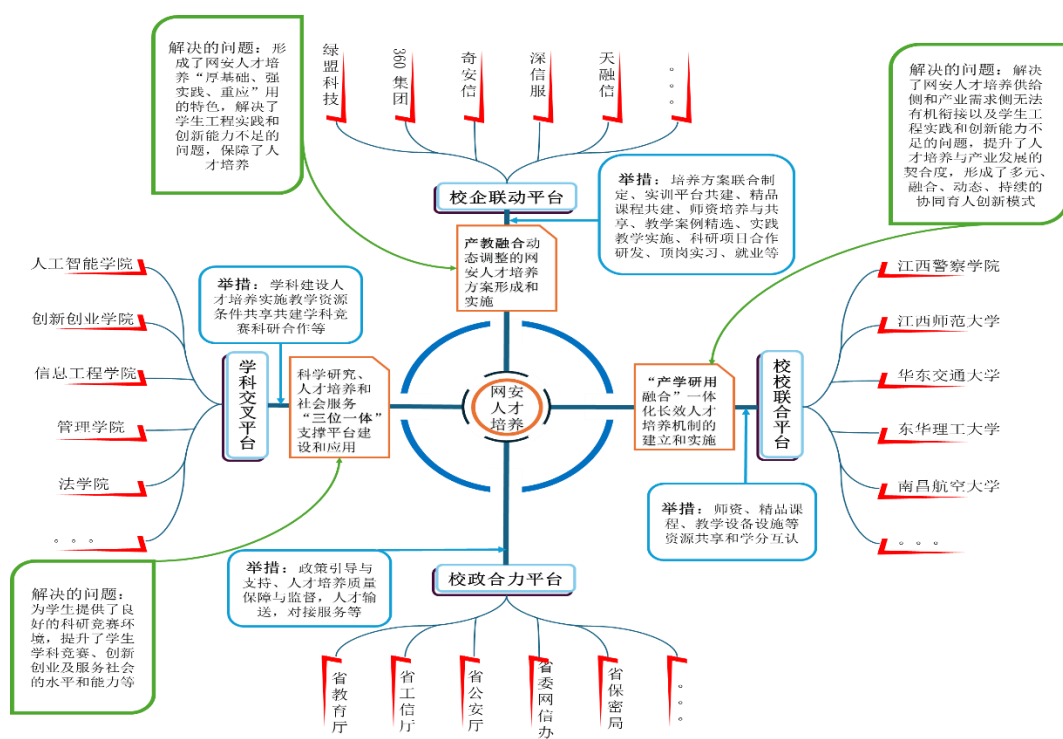 解决的问题：形
成了网安人才培
养“厚基础、强
实践、重应”用
的特色，解决了
学生工程实践和
创新能力不足的
问题，保障了人
才培养
绿盟科技
360 集团
奇安信
深信服
天融信
。。。
解决的问题：解决
了网安人才培养供给
侧和产业需求侧无法
有机衔接以及学生工
程实践和创新能力不
足的问题，提升了人
才培养与产业发展的
契合度，形成了多元、
融合、动态、持续的
协同育人创新模式
校企联动平台
举措：培养方案联合制
定、实训平台共建、精品
课程共建、师资培养与共
享、教学案例精选、实践
教学实施、科研项目合作
研发、顶岗实习、就业等
产教融合动
态调整的网
安人才培养
方案形成和
实施
人工智能学院
创新创业学院
信息工程学院
管理学院
法学院
。。。
举措：学科建设人
才培养实施教学资源
条件共享共建学科竞
赛科研合作等
学科交叉平台
科学研究、
人才培养和
社会服务
“三位一体”
支撑平台建
设和应用
网安
人才
培养
“产学研用
融合”一体
化长效人才
培养机制的
建立和实施
校校联合平台
江西警察学院
江西师范大学
华东交通大学
东华理工大学
南昌航空大学
。。。
举措：师资、精品课
程、教学设备设施等
资源共享和学分互认
举措：政策引导与
支持、人才培养质量
保障与监督，人才输
送，对接服务等
校政合力平台
解决的问题：
为学生提供了良
好的科研竞赛环
境，提升了学生
学科竞赛、创新
创业及服务社会
的水平和能力等
省教育厅
省工信厅
省公安厅
省委网信办
省保密局
。。。